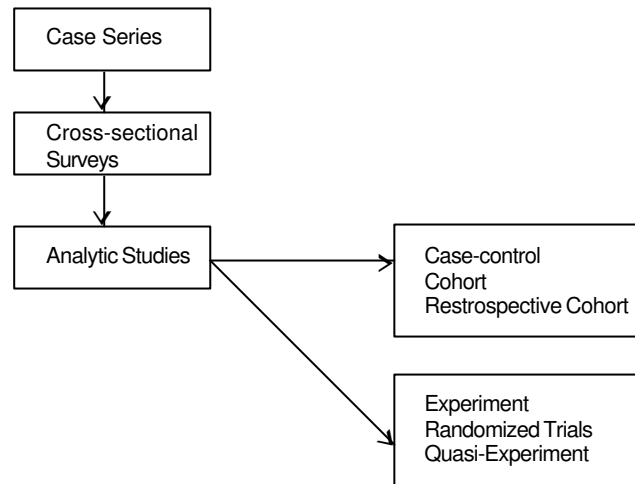 Case Series
Cross-sectional
Surveys
Analytic Studies
Case-control
Cohort
Restrospective Cohort
Experiment
Randomized Trials
Quasi-Experiment